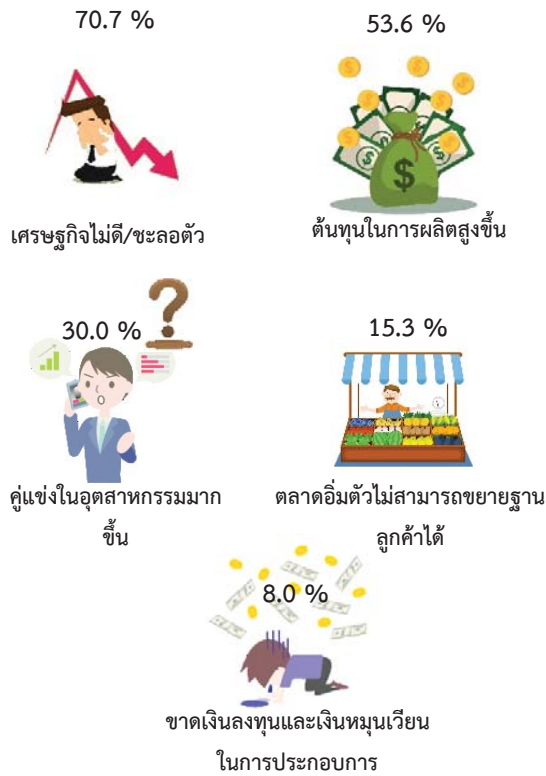 70.7 %
53.6 %
เศรษฐกิจไม่ดี/ชะลอตัว
ต้นทุนในการผลิตสูงขึ้น
30.0 %
15.3 %
คู่แข่งในอุตสาหกรรมมาก
ขึ้น
ตลาดอิ่มตัวไม่สามารถขยายฐาน
ลูกค้าได้
8.0 %
ขาดเงินลงทุนและเงินหมุนเวียน
ในการประกอบการ